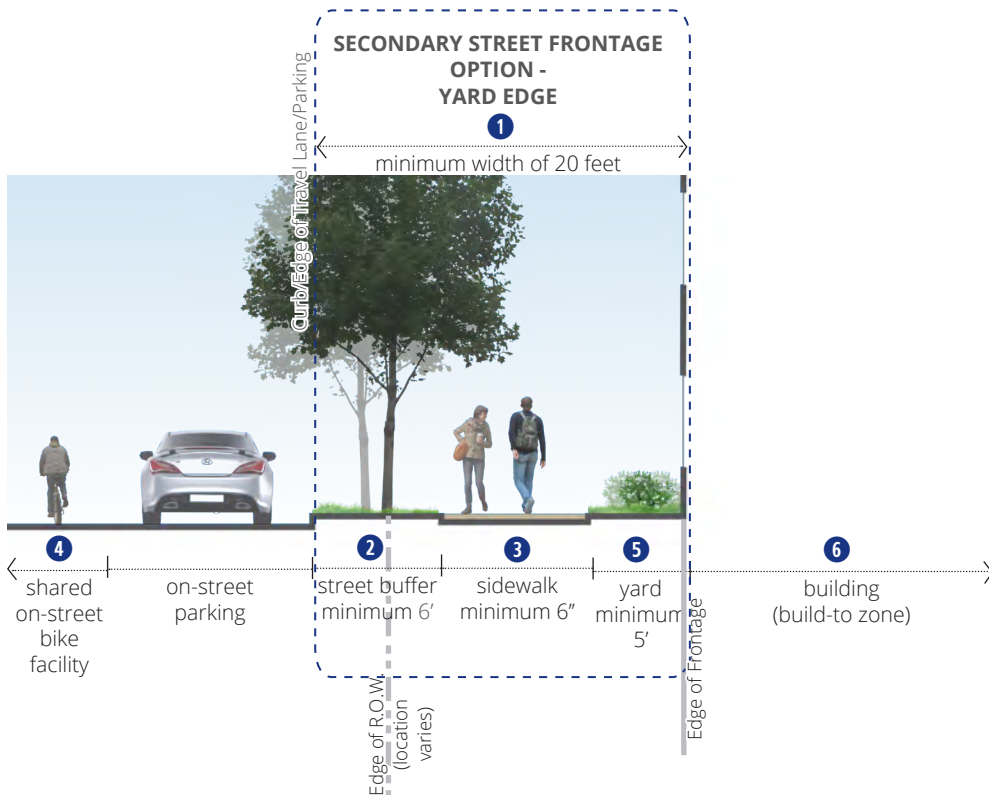 SECONDARY STREET FRONTAGE
OPTION -
YARD EDGE
1
minimum width of 20 feet
Curb/Edge of Travel Lane/Parking
4
shared
on-street
bike
facility
on-street
parking
2
street buffer
minimum 6’
3
sidewalk
minimum 6”
5
yard
minimum
5’
6
building
(build-to zone)
Edge of R.O.W.
(location
varies)
Edge of Frontage